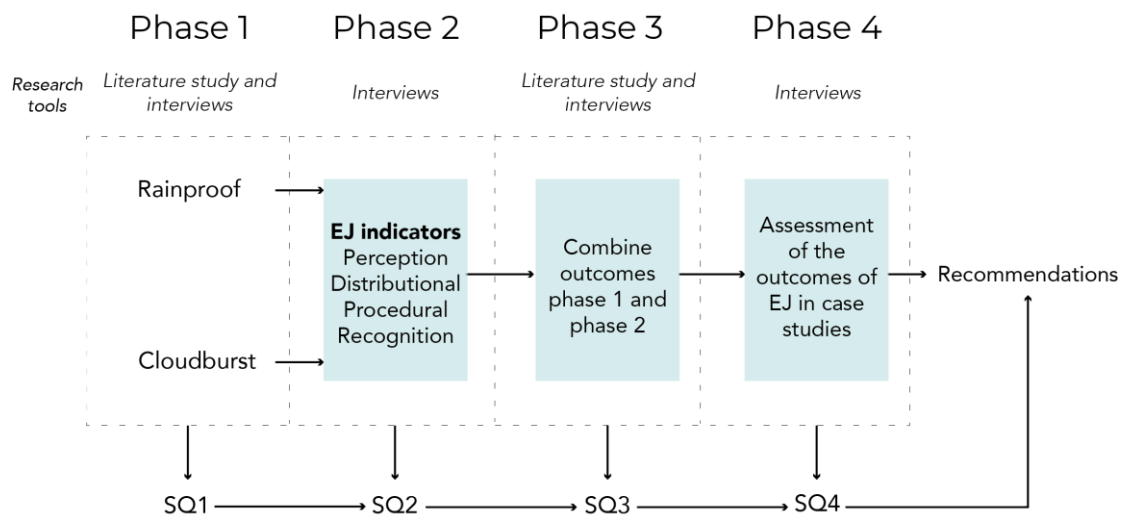 Phase 1
Phase 2
Phase 3
Phase 4
Research
tools
Literature study and
interviews
Interviews
Literature study and
interviews
Interviews
Rainproof
Cloudburst
EJ indicators
Perception
Distributional
Procedural
Recognition
Combine
outcomes
phase 1 and
phase 2
Assessment
of the
outcomes of
EJ in case
studies
Recommendations
SQ1
SQ2
SQ3
SQ4